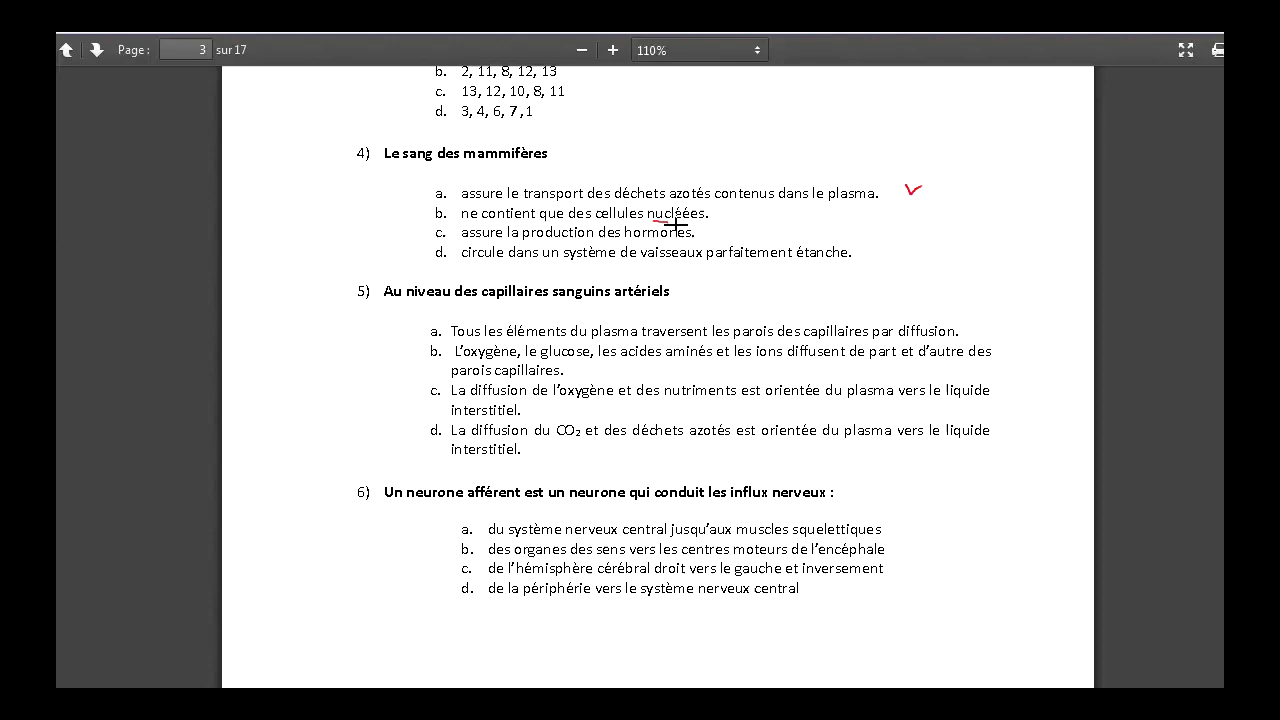 Page : 3 sur 17 110%
b. 2, 11, 8, 12, 13
c. 13, 12, 10, 8, 11
d. 3, 4, 6, 7 ,1
4) Le sang des mammifères
a. assure le transport des déchets azotés contenus dans le plasma.
b. ne contient que des cellules nucléées.
c. assure la production des hormones.
d. circule dans un système de vaisseaux parfaitement étanche.
5) Au niveau des capillaires sanguins artériels
a. Tous les éléments du plasma traversent les parois des capillaires par diffusion.
b. L’oxygène, le glucose, les acides aminés et les ions diffusent de part et d’autre des
parois capillaires.
c. La diffusion de l’oxygène et des nutriments est orientée du plasma vers le liquide
interstitiel.
d. La diffusion du CO₂ et des déchets azotés est orientée du plasma vers le liquide
interstitiel.
6) Un neurone afférent est un neurone qui conduit les influx nerveux :
a. du système nerveux central jusqu’aux muscles squelettiques
b. des organes des sens vers les centres moteurs de l’encéphale
c. de l’hémisphère cérébral droit vers le gauche et inversement
d. de la périphérie vers le système nerveux central